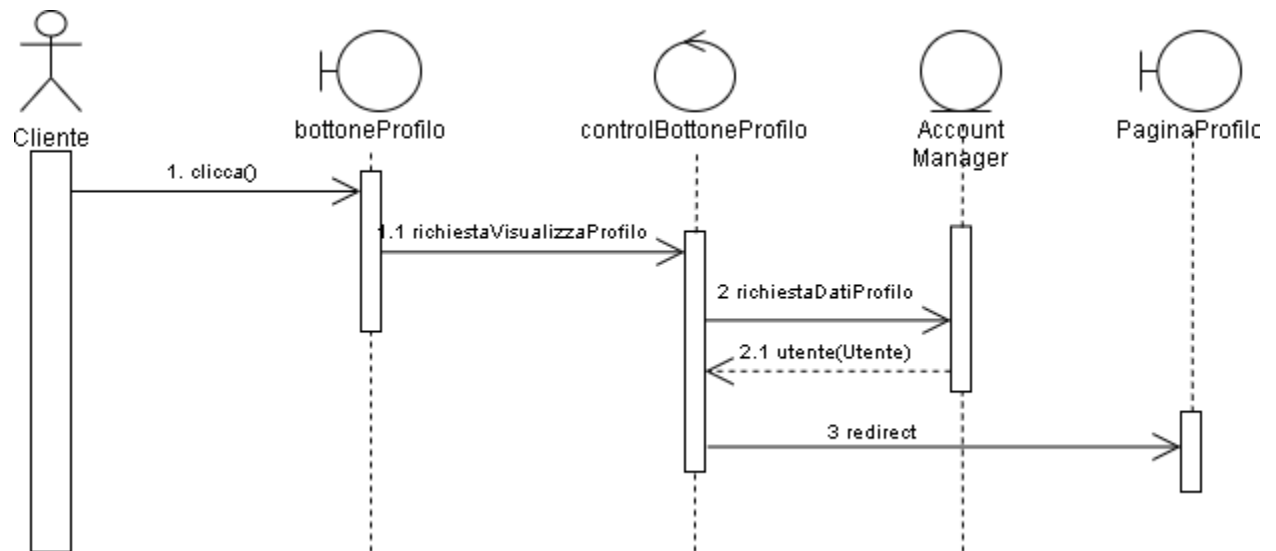 Cliente
bottoneProfilo
controlBottoneProfilo
Account
Manager
PaginaProfilo
1. clicca()
1.1 richiestaVisualizzaProfilo
2 richiestaDatiProfilo
2.1 utente(Utente)
3 redirect